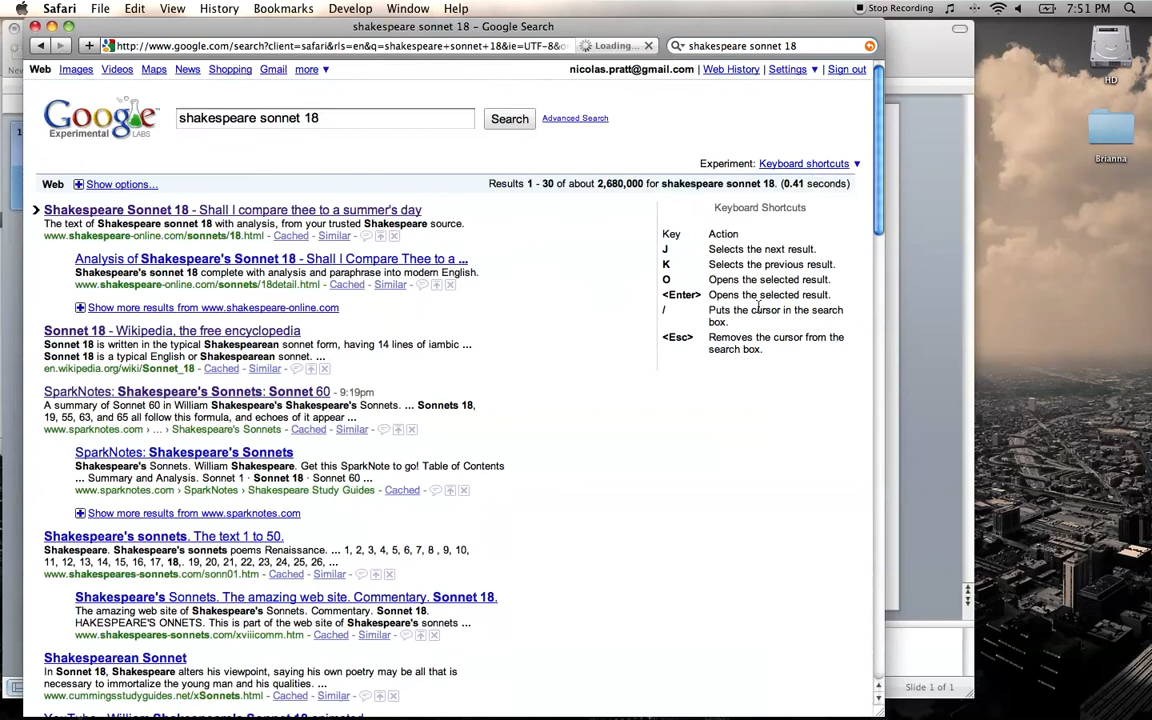 Safari File Edit View History Bookmarks Develop Window Help Stop Recording 7:51 PM
shakespeare sonnet 18 – Google Search
http://www.google.com/search?client=safari&rls=en&q=shakespeare+sonnet+18&ie=UTF-8&o Loading... shakespeare sonnet 18
Web Images Videos Maps News Shopping Gmail more ▼ nicolas.pratt@gmail.com | Web History | Settings ▼ | Sign out
HD
Google
Experimental LABS
shakespeare sonnet 18 Search Advanced Search
Brianna
Experiment: Keyboard shortcuts ▼
Web Show options... Results 1 - 30 of about 2,680,000 for shakespeare sonnet 18. (0.41 seconds)
Shakespeare Sonnet 18 - Shall I compare thee to a summer's day
The text of Shakespeare sonnet 18 with analysis, from your trusted Shakespeare source.
www.shakespeare-online.com/sonnets/18.html - Cached - Similar -
Analysis of Shakespeare's Sonnet 18 - Shall I Compare Thee to a ...
Shakespeare's sonnet 18 complete with analysis and paraphrase into modern English.
www.shakespeare-online.com/sonnets/18detail.html - Cached - Similar -
Show more results from www.shakespeare-online.com
Sonnet 18 - Wikipedia, the free encyclopedia
Sonnet 18 is written in the typical Shakespearean sonnet form, having 14 lines of iambic ...
Sonnet 18 is a typical English or Shakespearean sonnet. ...
en.wikipedia.org/wiki/Sonnet_18 - Cached - Similar -
SparkNotes: Shakespeare's Sonnets: Sonnet 60 - 9:19pm
A summary of Sonnet 60 in William Shakespeare's Shakespeare's Sonnets. ... Sonnets 18,
19, 55, 63, and 65 all follow this formula, and echoes of it appear ...
www.sparknotes.com › ... › Shakespeare's Sonnets - Cached - Similar -
SparkNotes: Shakespeare's Sonnets
Shakespeare's Sonnets. William Shakespeare. Get this SparkNote to go! Table of Contents
... Summary and Analysis. Sonnet 1 · Sonnet 18 · Sonnet 60 ...
www.sparknotes.com › SparkNotes › Shakespeare Study Guides - Cached -
Show more results from www.sparknotes.com
Shakespeare's sonnets. The text 1 to 50.
Shakespeare. Shakespeare's sonnets poems Renaissance. ... 1, 2, 3, 4, 5, 6, 7, 8 , 9, 10,
11, 12, 13, 14, 15, 16, 17, 18,. 19, 20, 21, 22, 23, 24, 25, 26, ...
www.shakespeares-sonnets.com/sonn01.htm - Cached - Similar -
Shakespeare's Sonnets. The amazing web site. Commentary. Sonnet 18.
The amazing web site of Shakespeare's Sonnets. Commentary. Sonnet 18.
HAKESPEARE'S ONNETS. This is part of the web site of Shakespeare's sonnets ...
www.shakespeares-sonnets.com/xviiicomm.htm - Cached - Similar -
Shakespearean Sonnet
In Sonnet 18, Shakespeare alters his viewpoint, saying his own poetry may be all that is
necessary to immortalize the young man and his qualities. ...
www.cummingsstudyguides.net/xSonnets.html - Cached - Similar -
YouTube - William Shakespeare's Sonnet 18 animated
Keyboard Shortcuts
Key Action
J Selects the next result.
K Selects the previous result.
O Opens the selected result.
<Enter> Opens the selected result.
/ Puts the cursor in the search
box.
<Esc> Removes the cursor from the
search box.
Slide 1 of 1